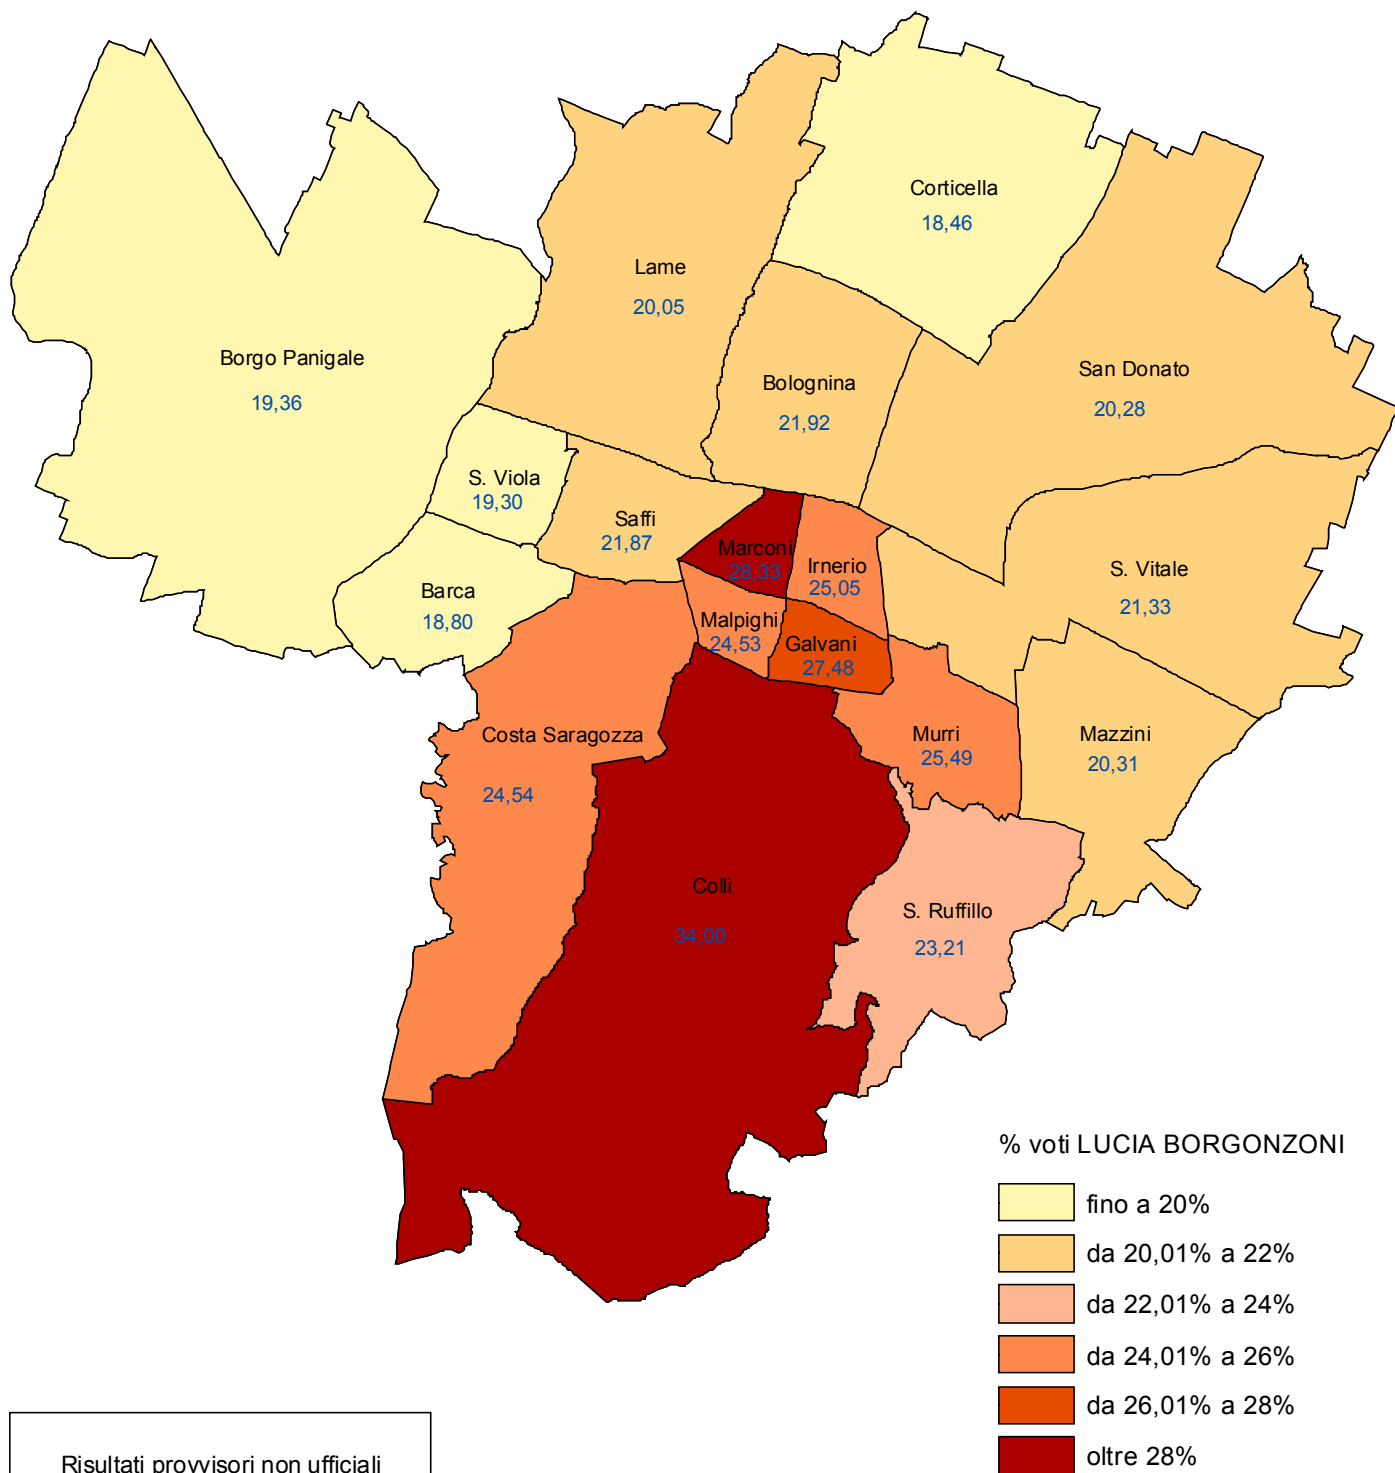 Corticella
18,46
Lame
20,05
Borgo Panigale
19,36
Bolognina
21,92
San Donato
20,28
S. Viola
19,30
Saffi
21,87
Marconi
28,33
Irnerio
25,05
S. Vitale
21,33
Barca
18,80
Malpighi
24,53
Galvani
27,48
Costa Saragozza
24,54
Murri
25,49
Mazzini
20,31
Colli
34,00
S. Ruffillo
23,21
% voti LUCIA BORGONZONI
fino a 20%
da 20,01% a 22%
da 22,01% a 24%
da 24,01% a 26%
da 26,01% a 28%
oltre 28%
Risultati provvisori non ufficiali